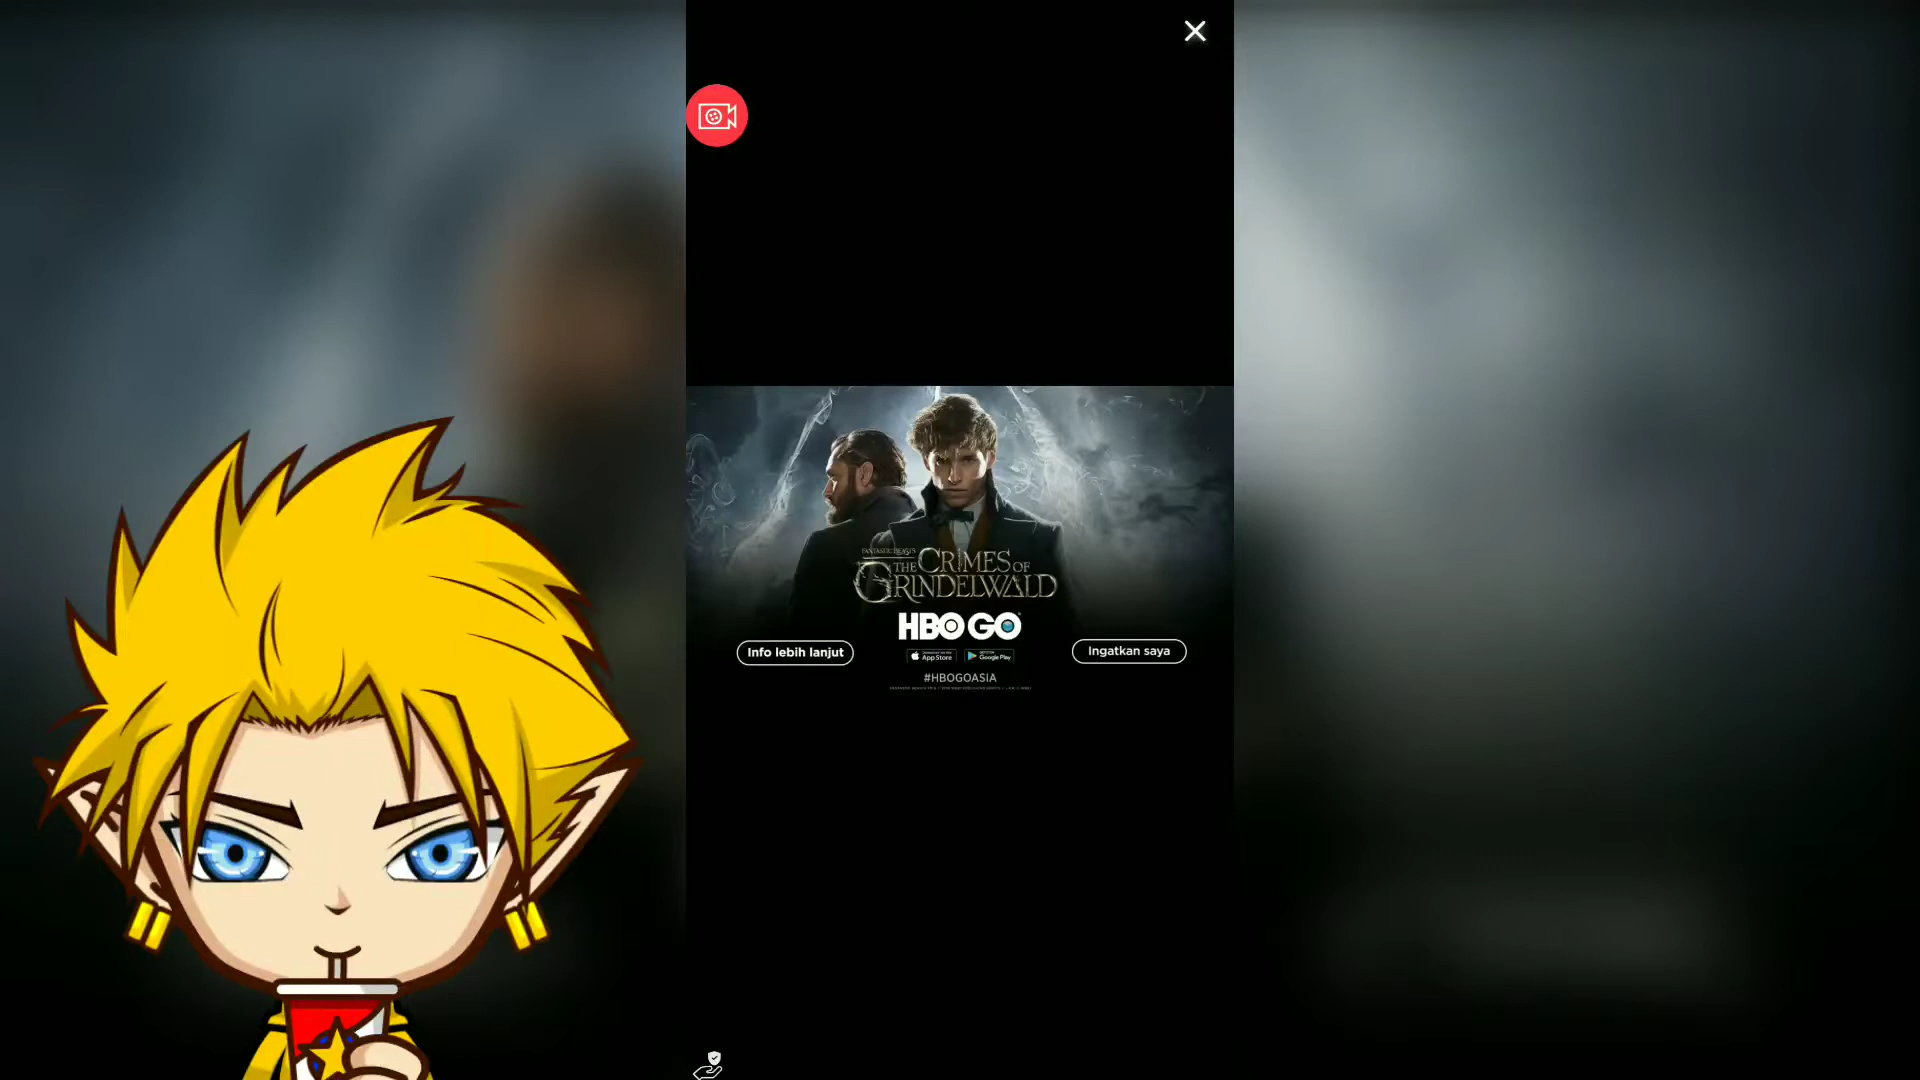 FANTASTIC BEASTS
THE CRIMES OF
GRINDELWALD
HBO GO
Info lebih lanjut
Ingatkan saya
App Store
Google Play
#HBOGOASIA